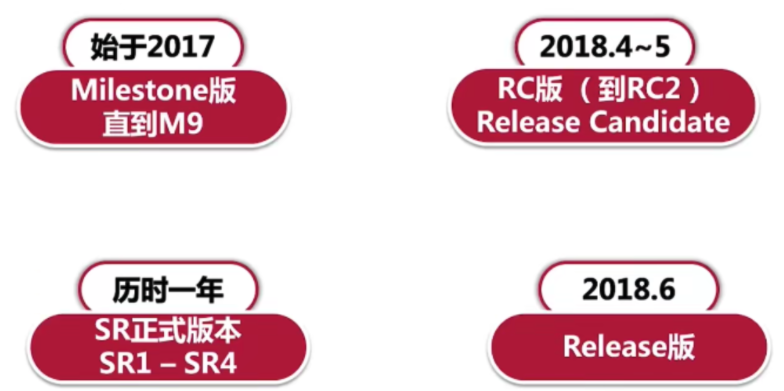 始于2017
Milestone版
直到M9
2018.4~5
RC版 （到RC2 ）
Release Candidate
历时一年
SR正式版本
SR1 – SR4
2018.6
Release版